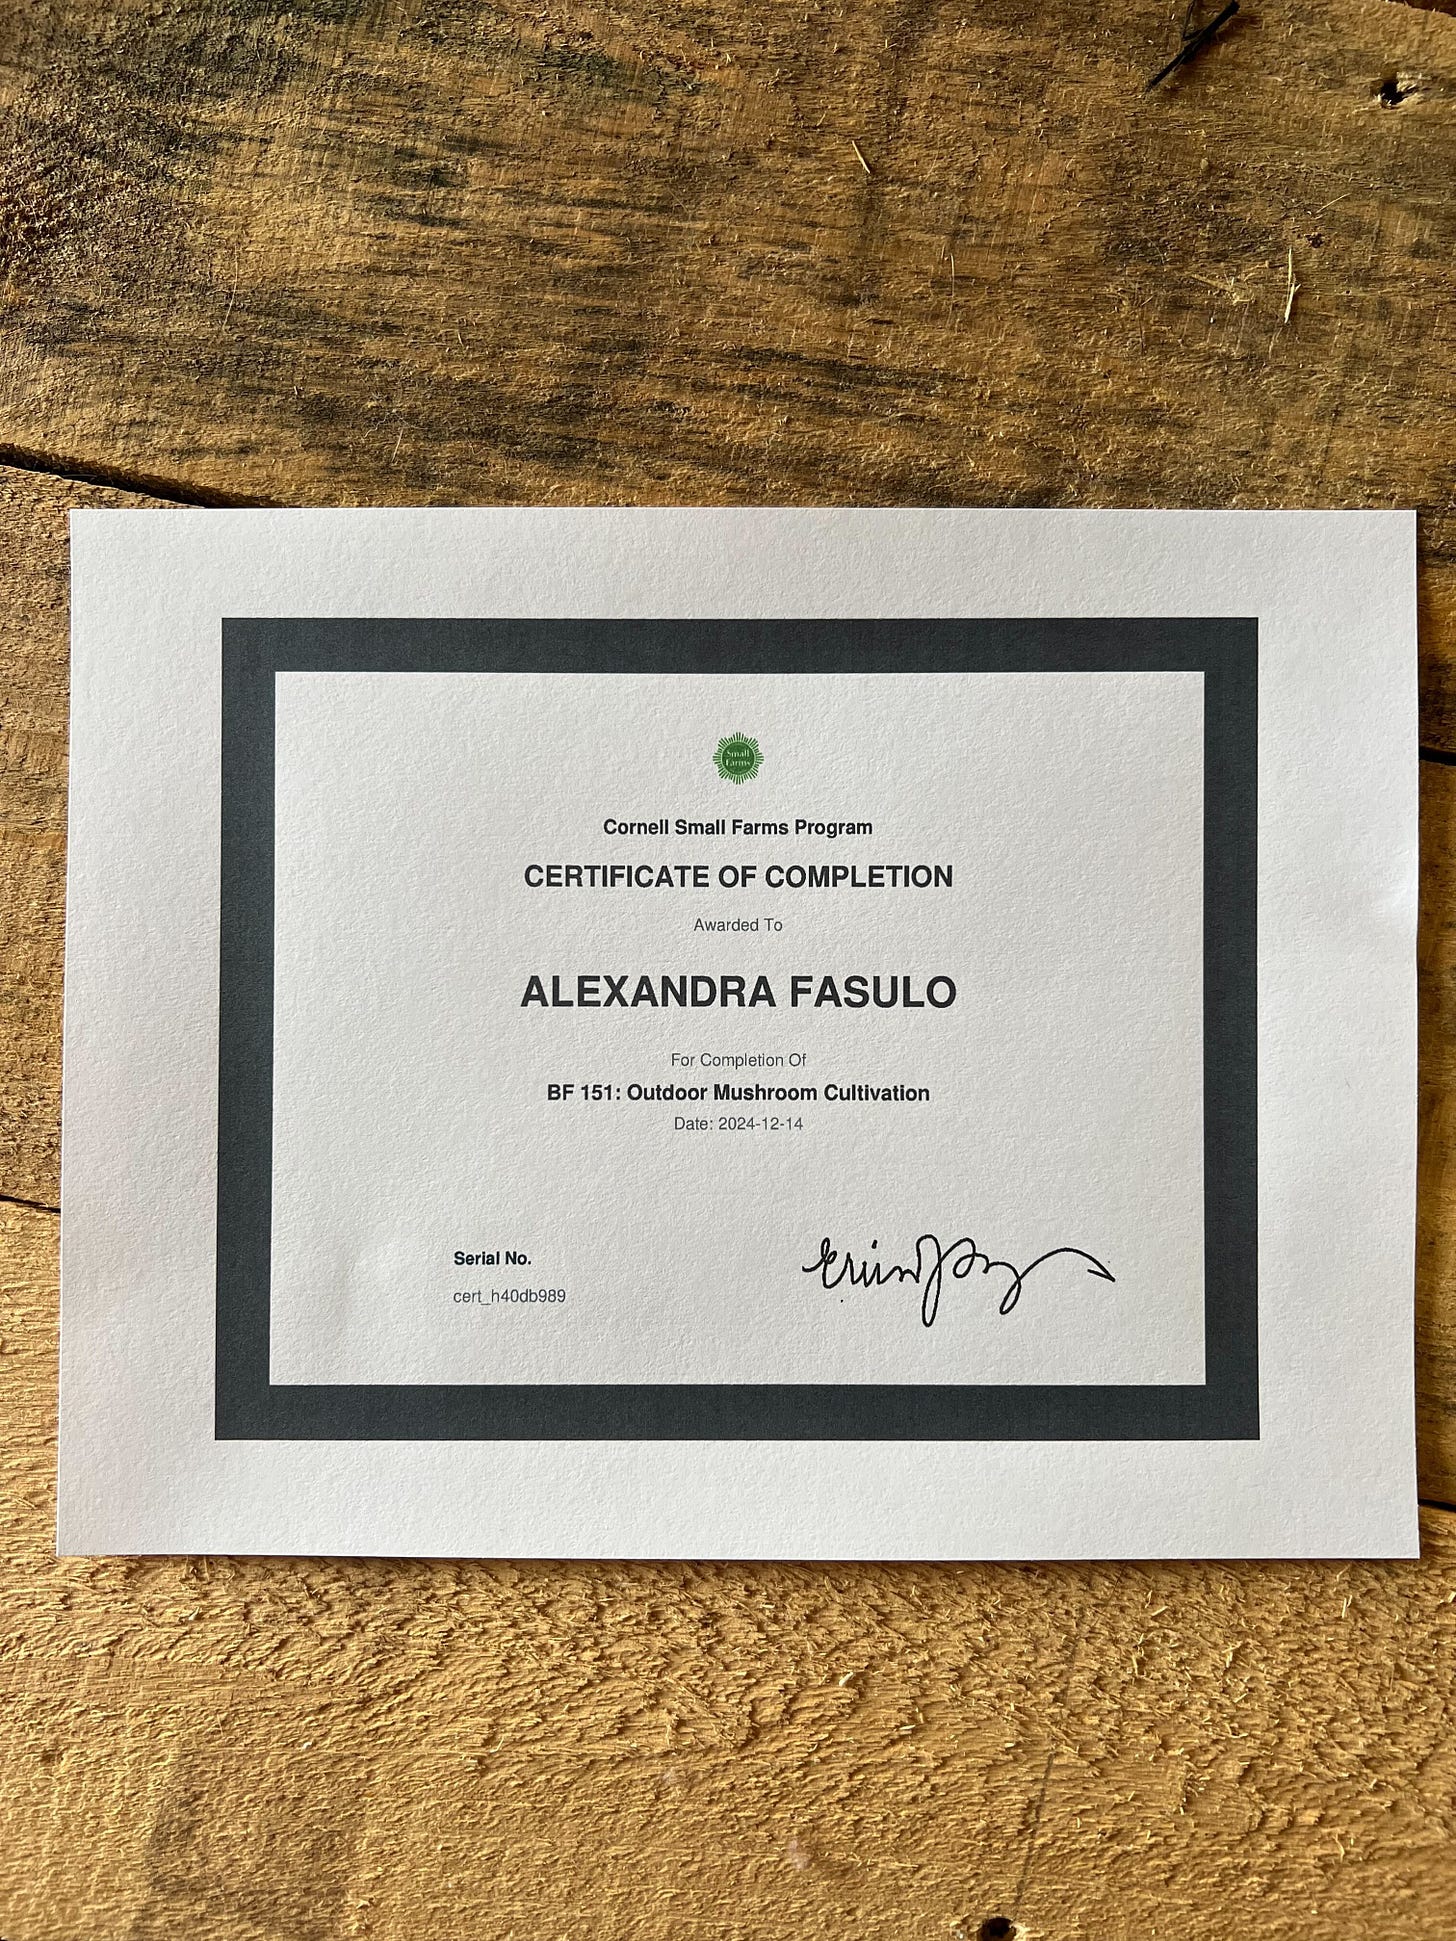 Small
Farms
Cornell Small Farms Program
CERTIFICATE OF COMPLETION
Awarded To
ALEXANDRA FASULO
For Completion Of
BF 151: Outdoor Mushroom Cultivation
Date: 2024-12-14
Serial No.
cert_h40db989